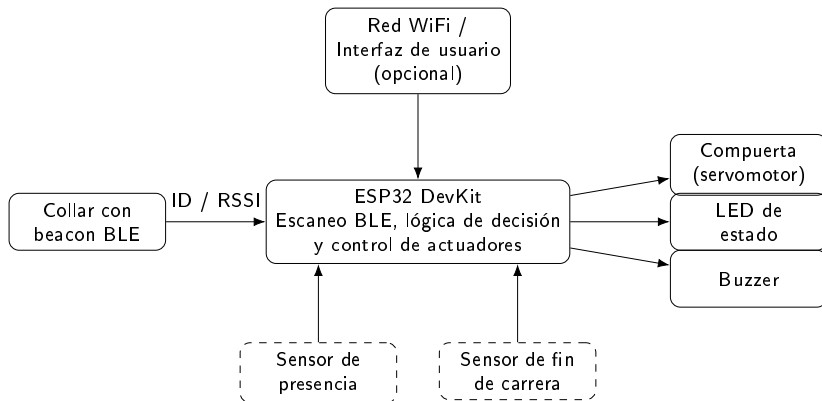 Red WiFi /
Interfaz de usuario
(opcional)
Compuerta
(servomotor)
ID / RSSI
ESP32 DevKit
Escaneo BLE, lógica de decisión
y control de actuadores
Collar con
beacon BLE
LED de
estado
Buzzer
Sensor de
presencia
Sensor de fin
de carrera